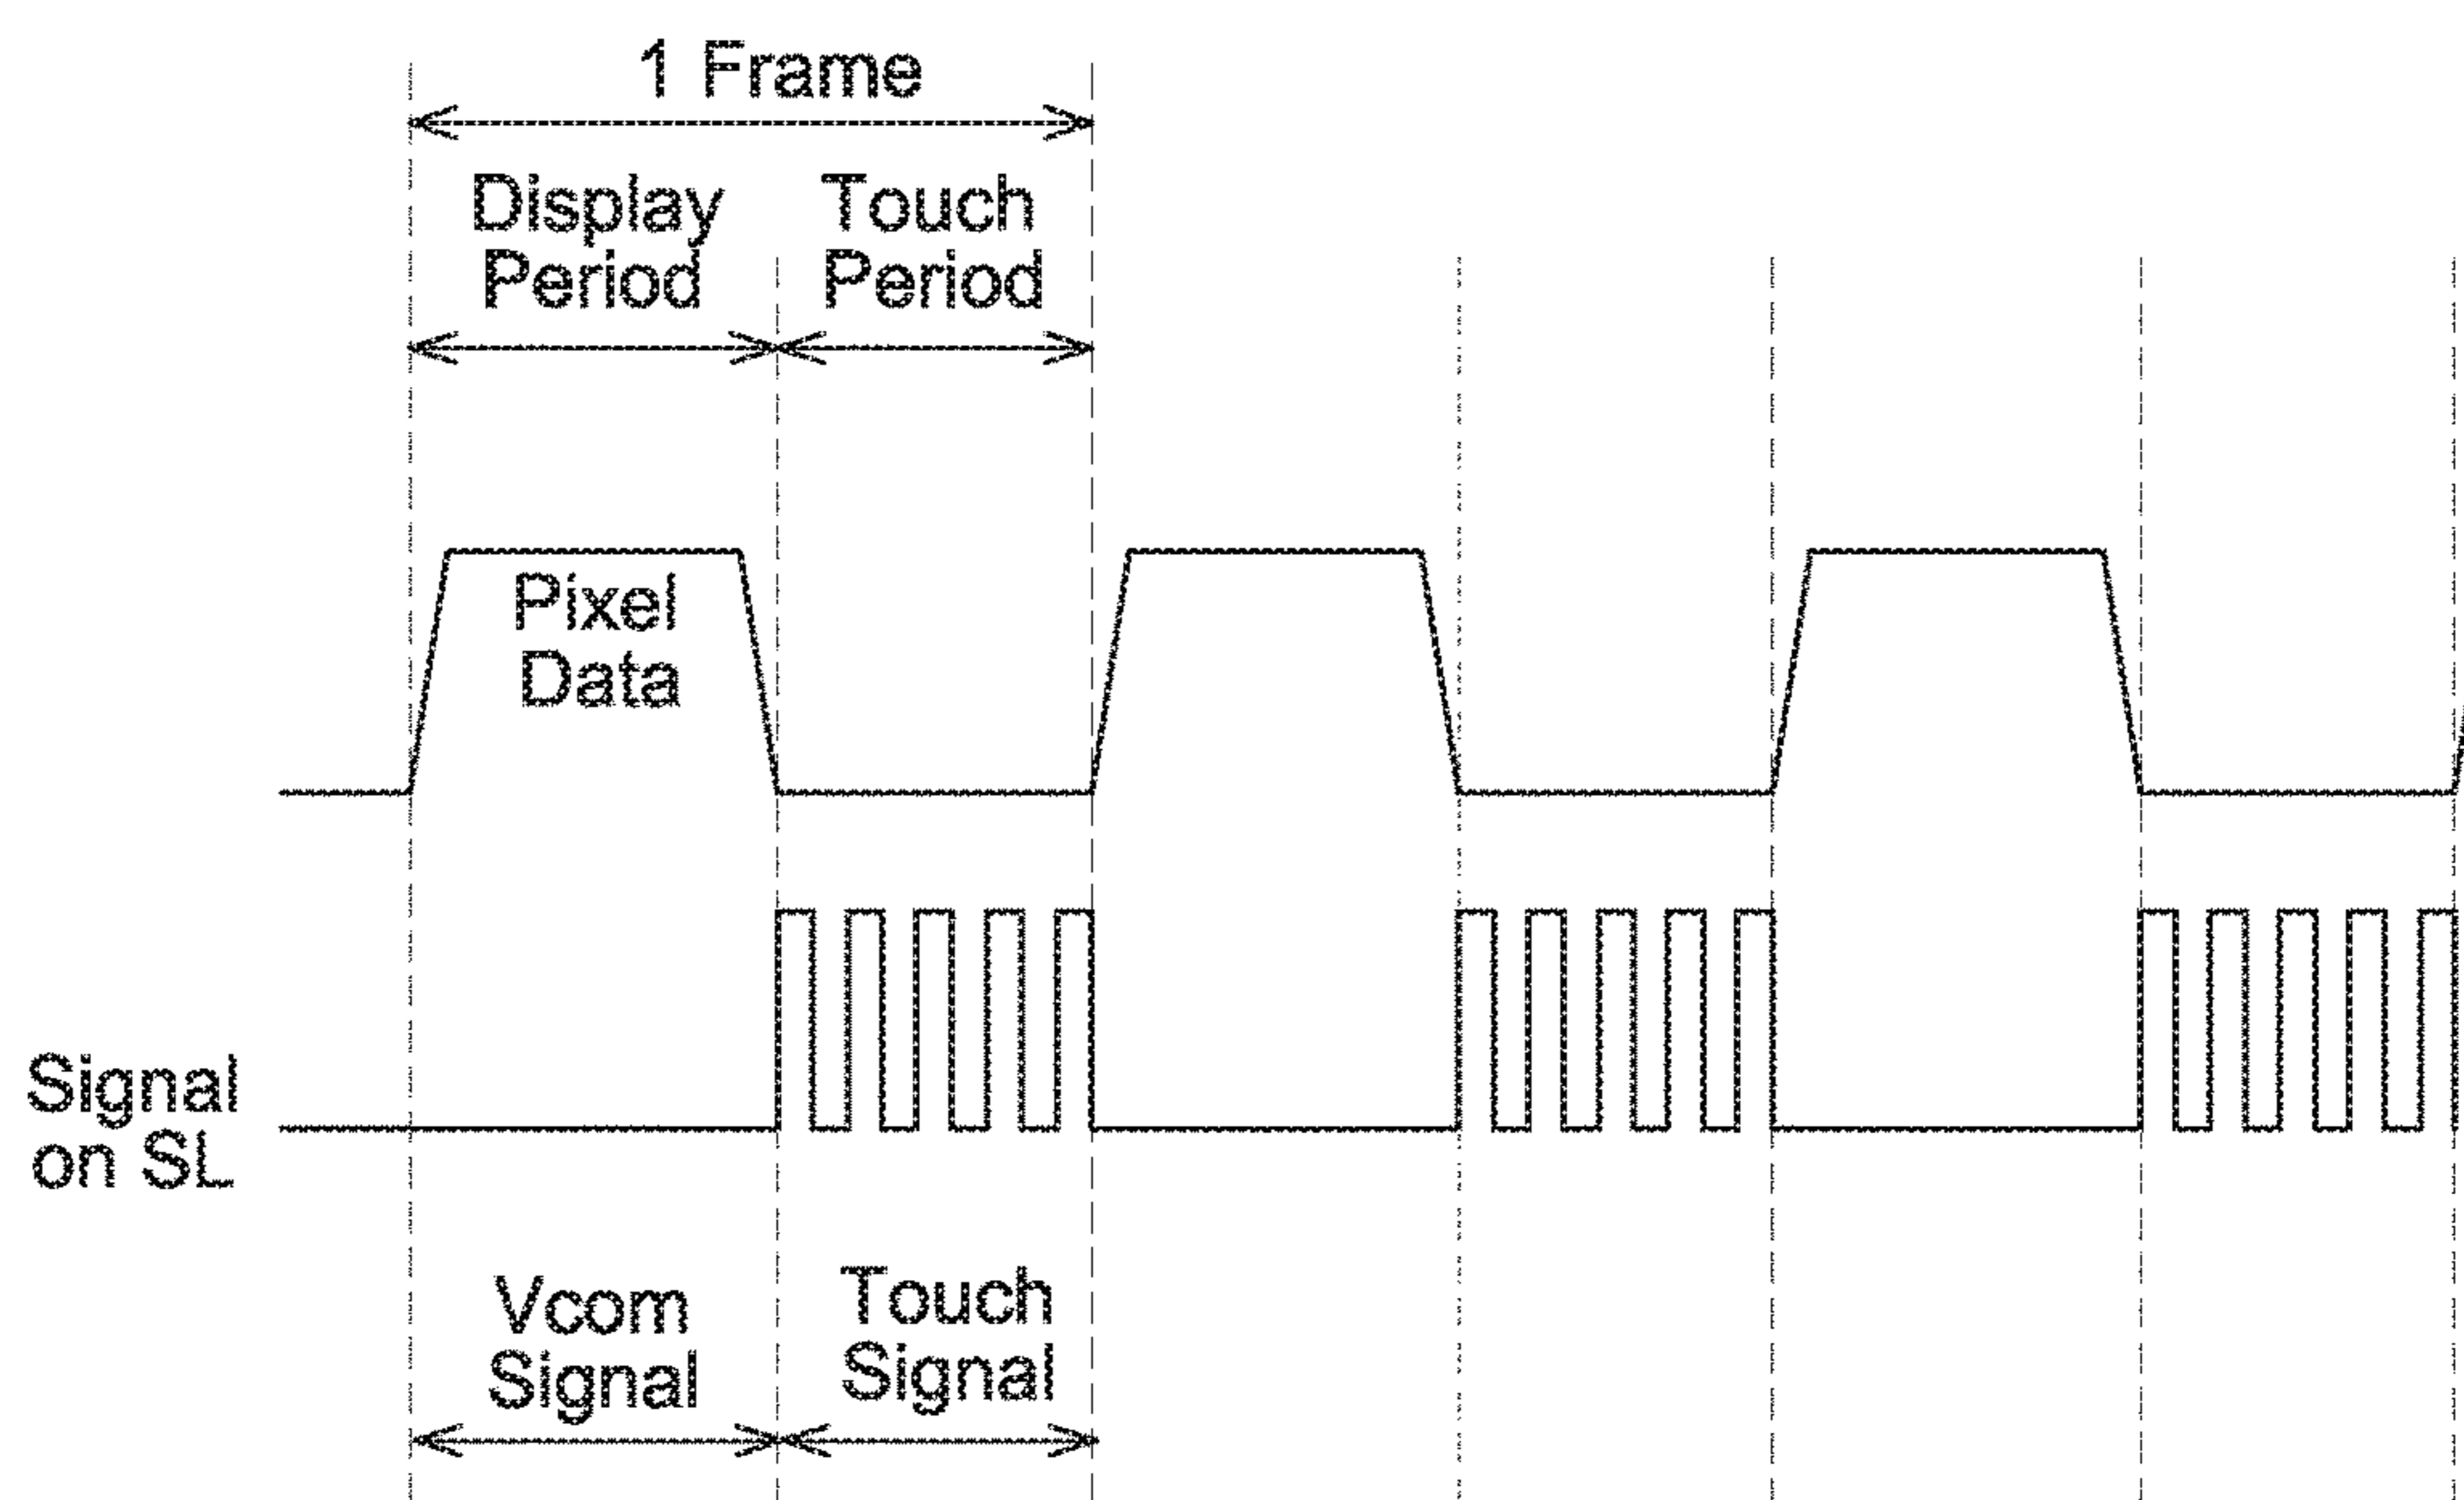 1 Frame
Display
Period
Touch
Period
Pixel
Data
Signal
on SL
Vcom
Signal
Touch
Signal